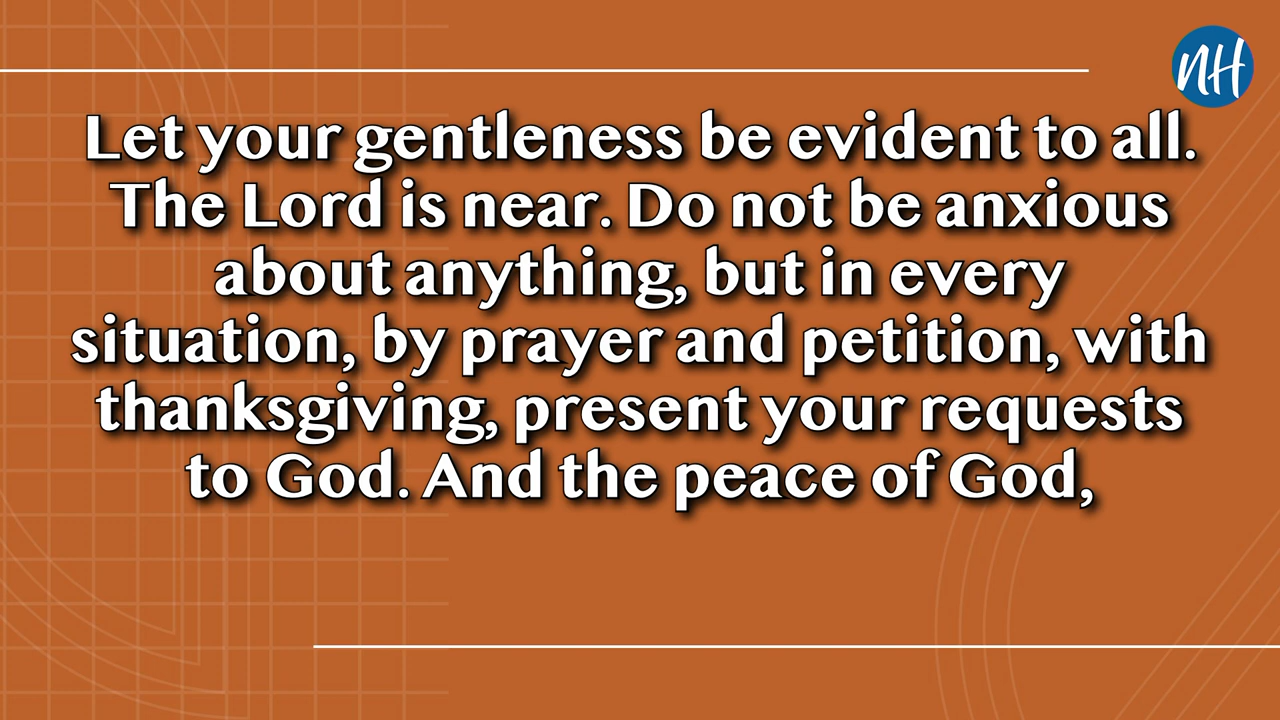 NH
Let your gentleness be evident to all.
The Lord is near. Do not be anxious
about anything, but in every
situation, by prayer and petition, with
thanksgiving, present your requests
to God. And the peace of God,